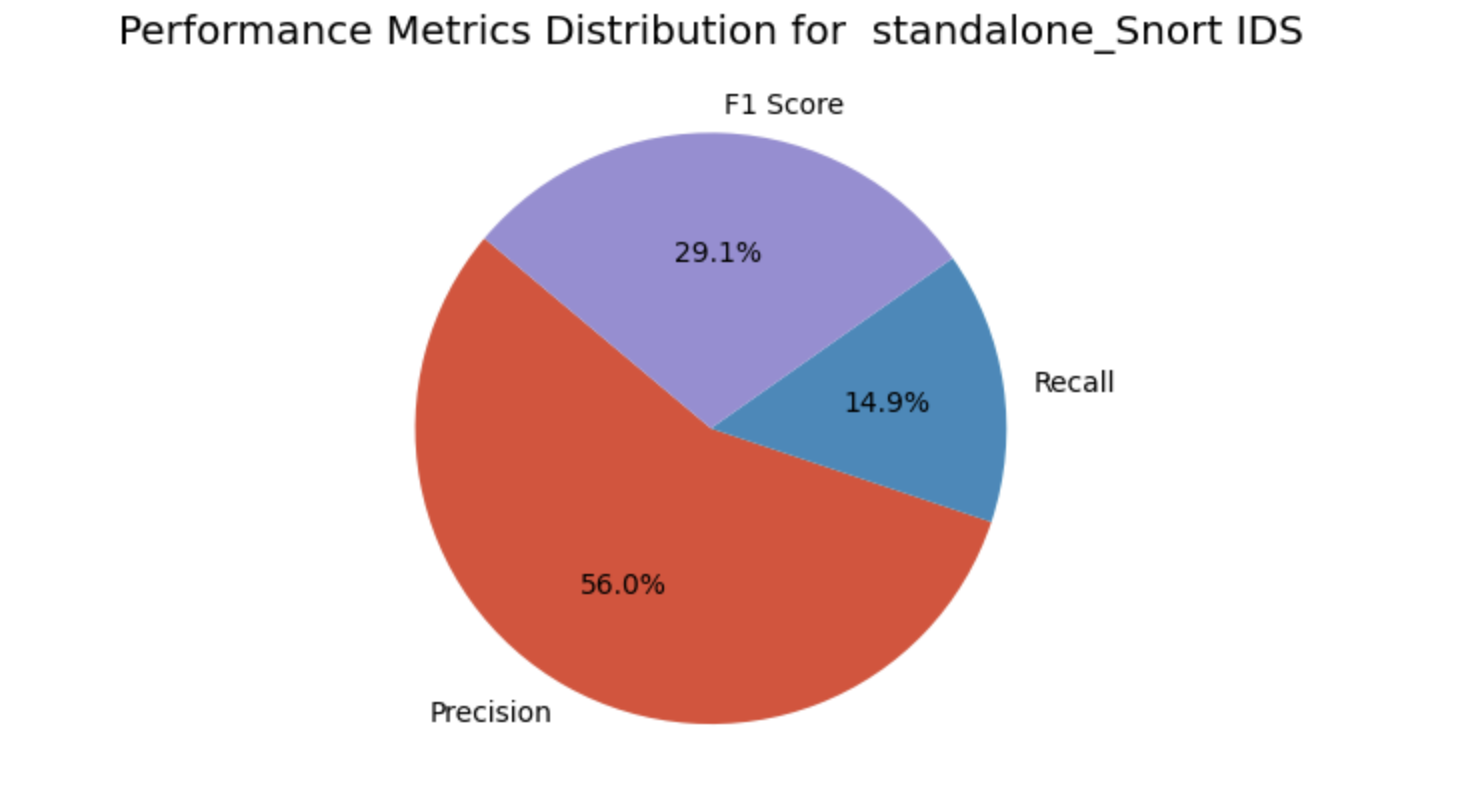 Performance Metrics Distribution for  standalone_Snort IDS
F1 Score
29.1%
Recall
14.9%
56.0%
Precision